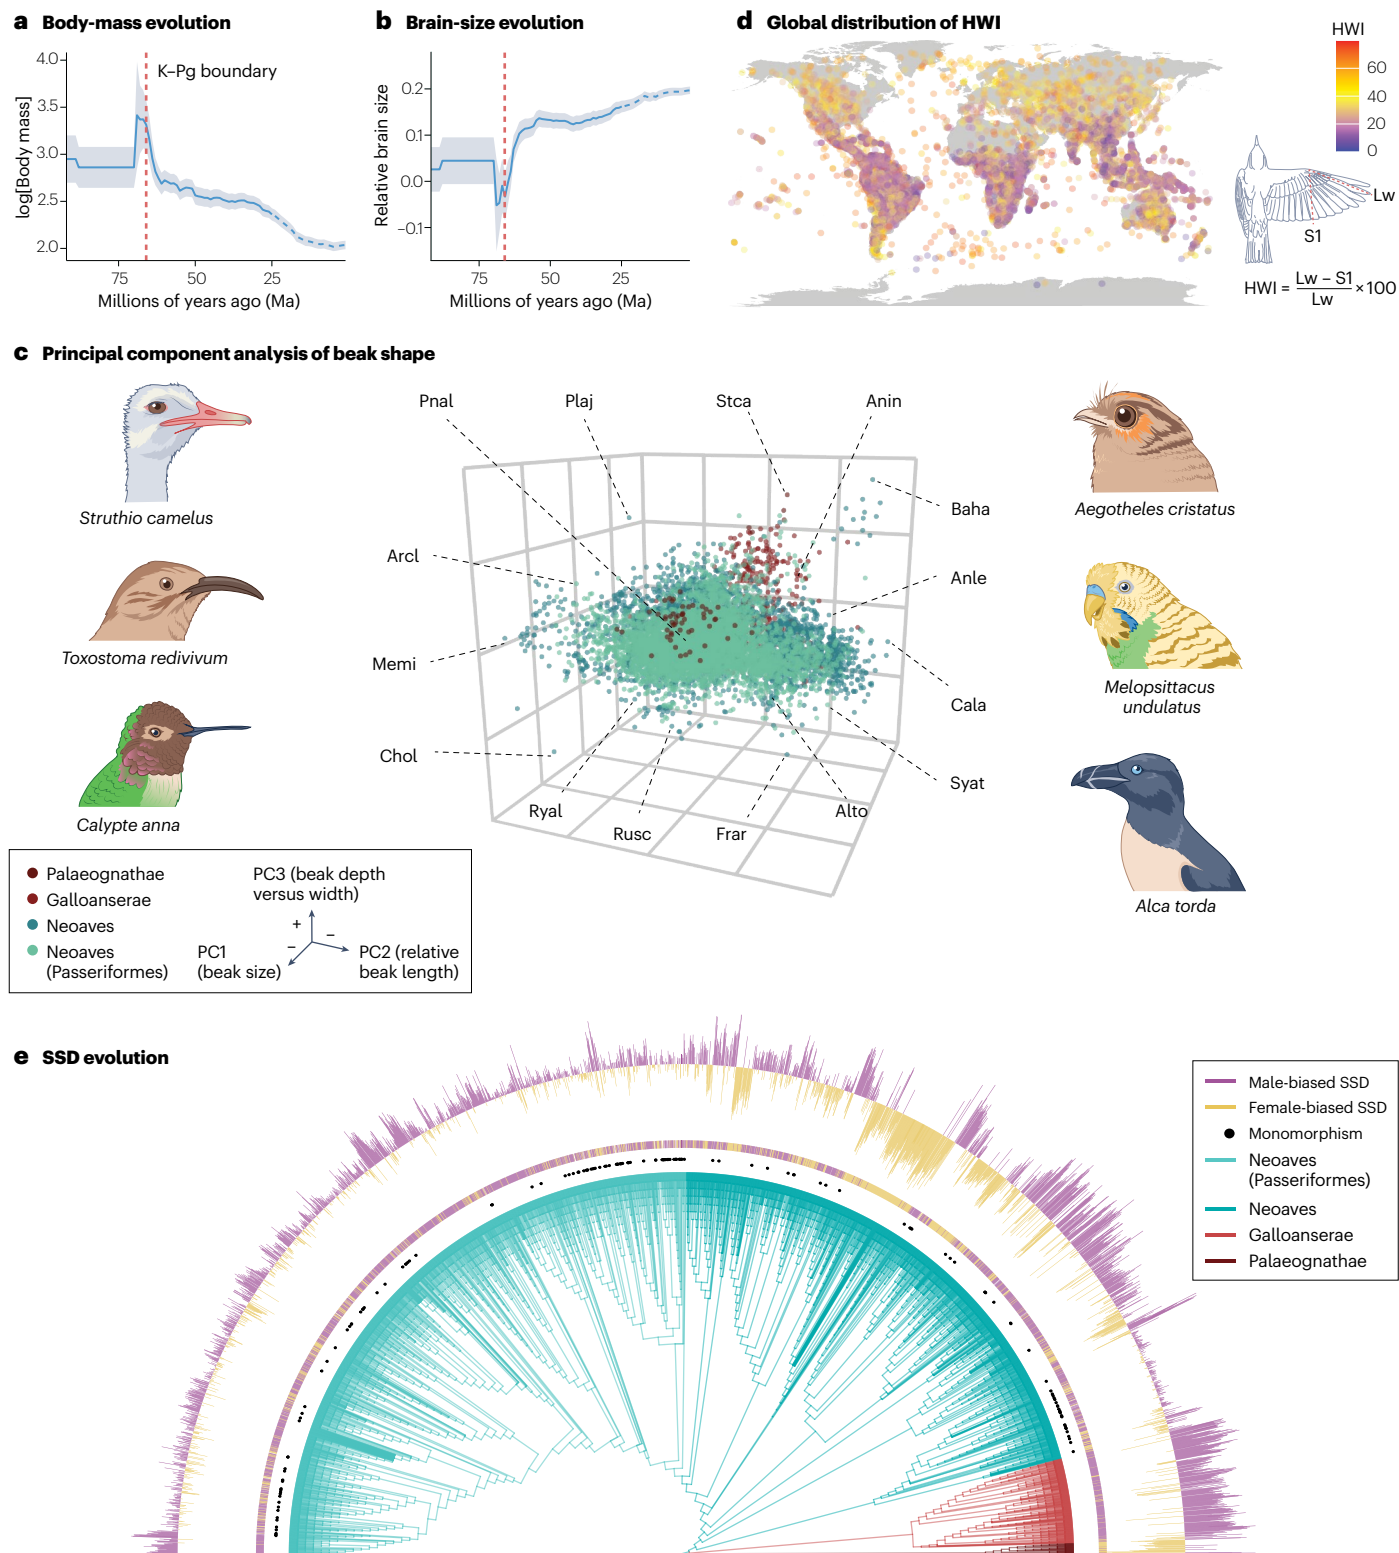 a Body-mass evolution
4.0
3.5
3.0
2.5
2.0
log[Body mass]
K–Pg boundary
75
50
25
Millions of years ago (Ma)
b Brain-size evolution
0.2
0.1
0.0
−0.1
Relative brain size
75
50
25
Millions of years ago (Ma)
d Global distribution of HWI
HWI
60
40
20
0
Lw
S1
HWI = Lw − S1
Lw
×100
c Principal component analysis of beak shape
Struthio camelus
Toxostoma redivivum
Calypte anna
Pnal
Plaj
Stca
Anin
Arcl
Baha
Anle
Memi
Cala
Chol
Syat
Ryal
Rusc
Frar
Alto
Aegotheles cristatus
Melopsittacus
undulatus
Alca torda
Palaeognathae
Galloanserae
Neoaves
Neoaves
(Passeriformes)
PC3 (beak depth
versus width)
+
−
−
PC1
(beak size)
PC2 (relative
beak length)
e SSD evolution
Male-biased SSD
Female-biased SSD
Monomorphism
Neoaves
(Passeriformes)
Neoaves
Galloanserae
Palaeognathae